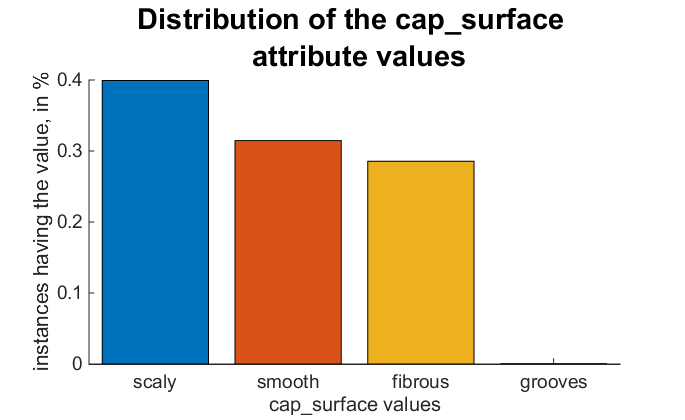 Distribution of the cap_surface
attribute values
instances having the value, in %
0.4
0.3
0.2
0.1
0
scaly
smooth
fibrous
grooves
cap_surface values